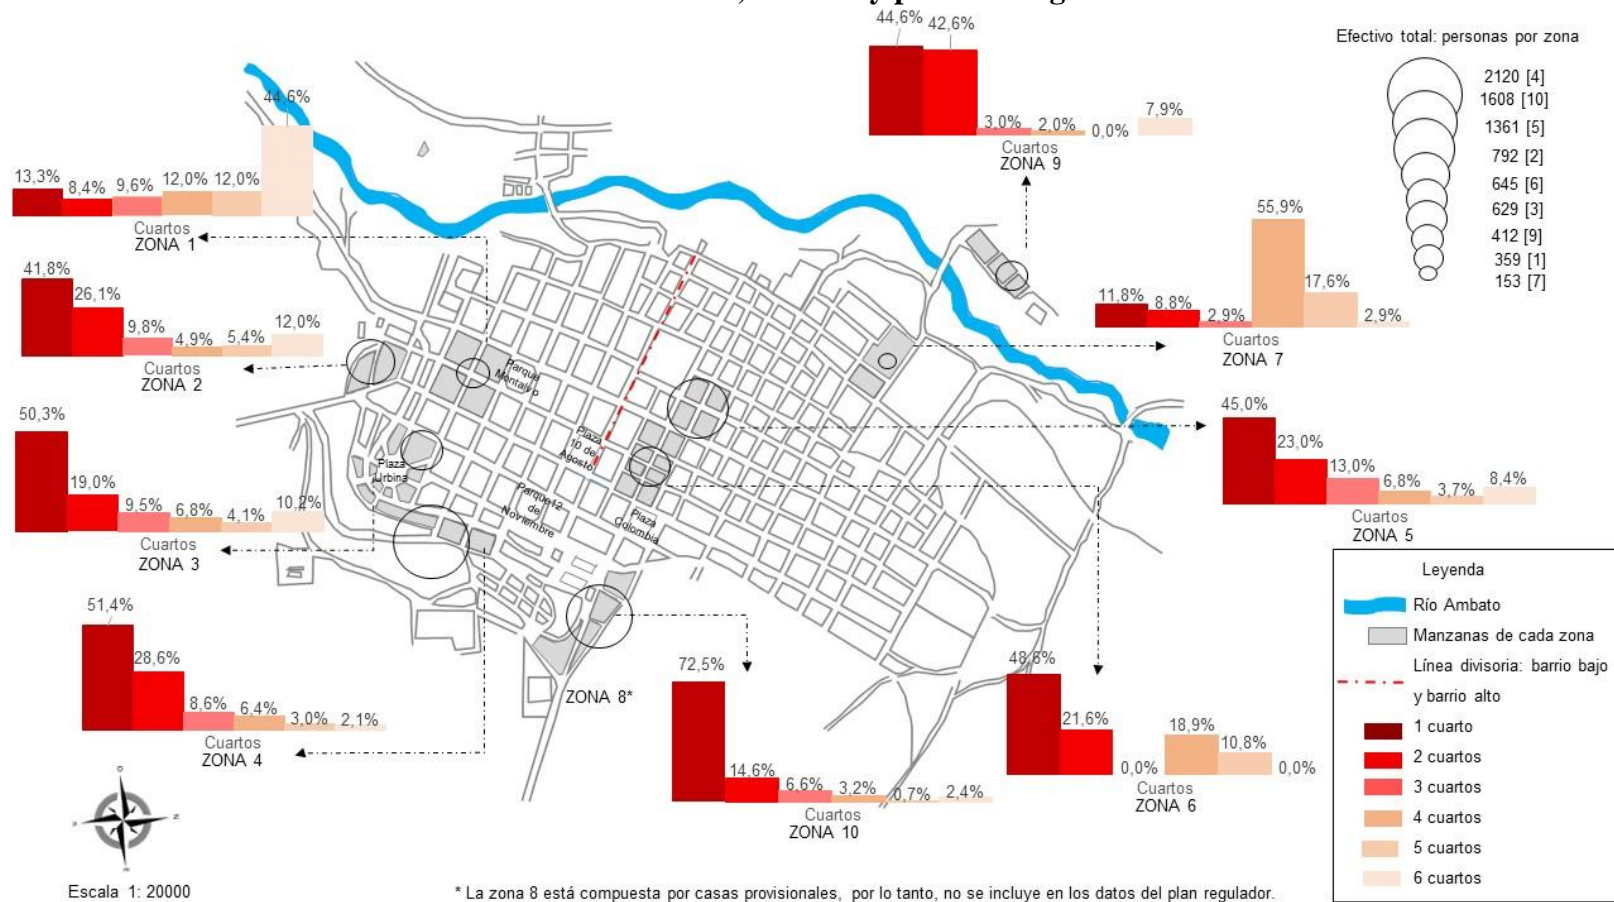 44,6%
42,6%
3,0%
2,0%
0,0%
7,9%
Cuartos
ZONA 9
Efectivo total: personas por zona
2120 [4]
1608 [10]
1361 [5]
792 [2]
645 [6]
629 [3]
412 [9]
359 [1]
153 [7]
13,3%
8,4%
9,6%
12,0%
12,0%
44,6%
Cuartos
ZONA 1
41,8%
26,1%
9,8%
4,9%
5,4%
12,0%
Cuartos
ZONA 2
50,3%
19,0%
9,5%
6,8%
4,1%
10,2%
Cuartos
ZONA 3
51,4%
28,6%
8,6%
6,4%
3,0%
2,1%
Cuartos
ZONA 4
Parque
Montalvo
Plaza
Urbina
Plaza
10 de
Agosto
Parque12
de
Noviembre
Plaza
Colombia
ZONA 8*
11,8%
8,8%
2,9%
55,9%
17,6%
2,9%
Cuartos
ZONA 7
45,0%
23,0%
13,0%
6,8%
3,7%
8,4%
Cuartos
ZONA 5
72,5%
14,6%
6,6%
3,2%
0,7%
2,4%
Cuartos
ZONA 10
48,6%
21,6%
0,0%
18,9%
10,8%
0,0%
Cuartos
ZONA 6
Leyenda
Río Ambato
Manzanas de cada zona
Línea divisoria: barrio bajo
y barrio alto
1 cuarto
2 cuartos
3 cuartos
4 cuartos
5 cuartos
6 cuartos
Escala 1: 20000
* La zona 8 está compuesta por casas provisionales, por lo tanto, no se incluye en los datos del plan regulador.